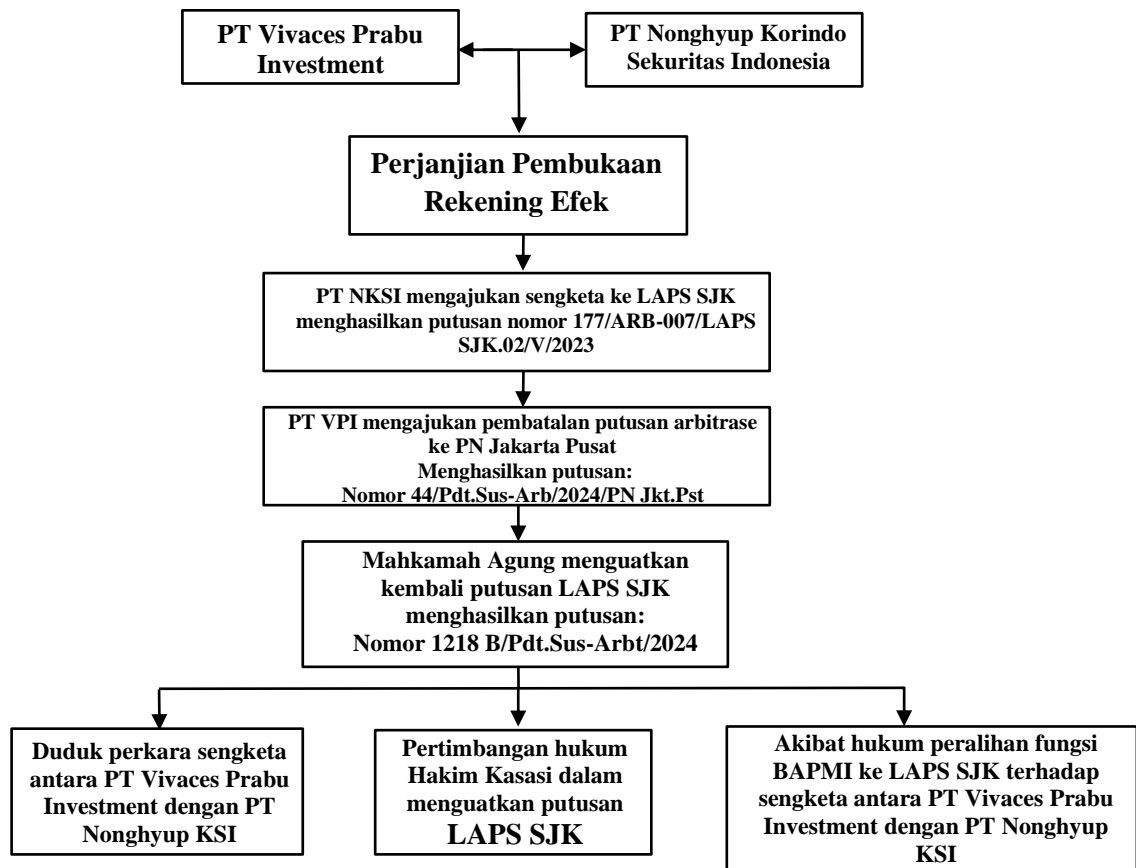 PT Vivaces Prabu
Investment
PT Nonghyup Korindo
Sekuritas Indonesia
Perjanjian Pembukaan
Rekening Efek
PT NKSI mengajukan sengketa ke LAPS SJK
menghasilkan putusan nomor 177/ARB-007/LAPS
SJK.02/V/2023
PT VPI mengajukan pembatalan putusan arbitrase
ke PN Jakarta Pusat
Menghasilkan putusan:
Nomor 44/Pdt.Sus-Arb/2024/PN Jkt.Pst
Mahkamah Agung menguatkan
kembali putusan LAPS SJK
menghasilkan putusan:
Nomor 1218 B/Pdt.Sus-Arbt/2024
Duduk perkara sengketa
antara PT Vivaces Prabu
Investment dengan PT
Nonghyup KSI
Pertimbangan hukum
Hakim Kasasi dalam
menguatkan putusan
LAPS SJK
Akibat hukum peralihan fungsi
BAPMI ke LAPS SJK terhadap
sengketa antara PT Vivaces Prabu
Investment dengan PT Nonghyup
KSI